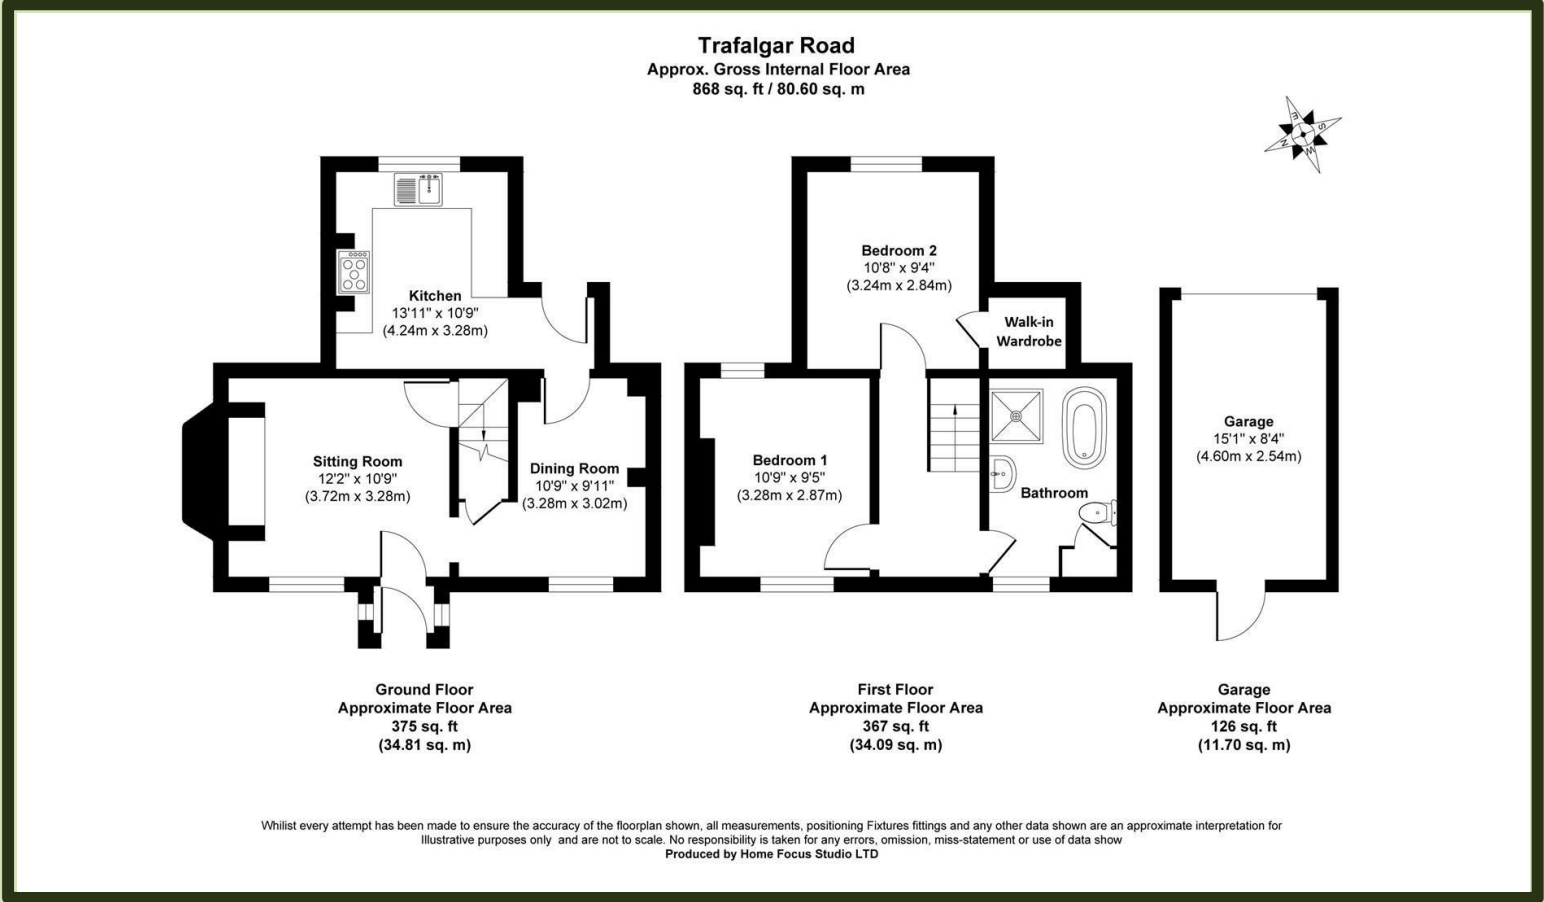 Trafalgar Road
Approx. Gross Internal Floor Area
868 sq. ft / 80.60 sq. m
E
S
N
W
Kitchen
13'11" x 10'9"
(4.24m x 3.28m)
Sitting Room
12'2" x 10'9"
(3.72m x 3.28m)
Dining Room
10'9" x 9'11"
(3.28m x 3.02m)
Bedroom 2
10'8" x 9'4"
(3.24m x 2.84m)
Walk-in
Wardrobe
Bedroom 1
10'9" x 9'5"
(3.28m x 2.87m)
Bathroom
Garage
15'1" x 8'4"
(4.60m x 2.54m)
Ground Floor
Approximate Floor Area
375 sq. ft
(34.81 sq. m)
First Floor
Approximate Floor Area
367 sq. ft
(34.09 sq. m)
Garage
Approximate Floor Area
126 sq. ft
(11.70 sq. m)
Whilist every attempt has been made to ensure the accuracy of the floorplan shown, all measurements, positioning Fixtures fittings and any other data shown are an approximate interpretation for
Illustrative purposes only and are not to scale. No responsibility is taken for any errors, omission, miss-statement or use of data show
Produced by Home Focus Studio LTD